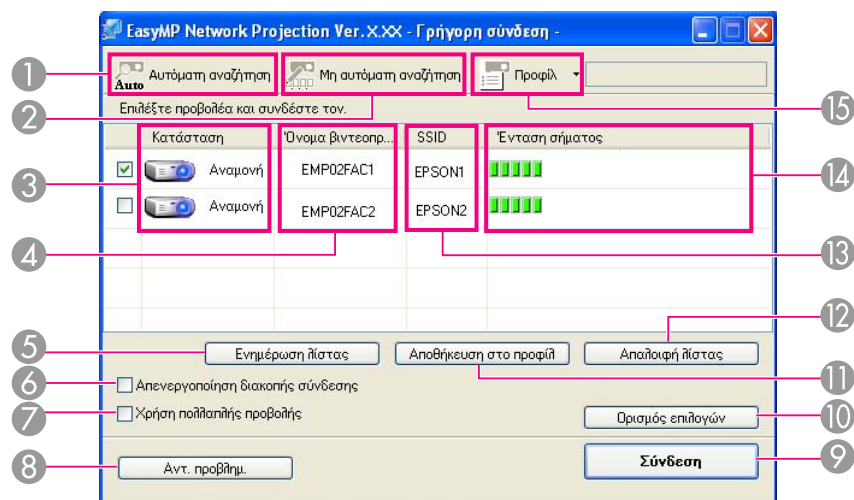 EasyMP Network Projection Ver. X.XX - Γρήγορη σύνδεση -
1 Auto Αυτόματη αναζήτηση Μη αυτόματη αναζήτηση Προφίλ
2 Επιλέξτε προβολέα και συνδέστε τον. 15
Κατάσταση Όνομα βιντεοπρ... SSID Ένταση σήματος
3 Αναμονή EMP02FAC1 EPSON1 14
Αναμονή EMP02FAC2 EPSON2
4 13
12
5 Ενημέρωση λίστας Αποθήκευση στο προφίλ Απαλοιφή λίστας
6 Απενεργοποίηση διακοπής σύνδεσης 11
7 Χρήση πολλαπλής προβολής Ορισμός επιλογών 10
8 Αντ. προβλημ. Σύνδεση 9